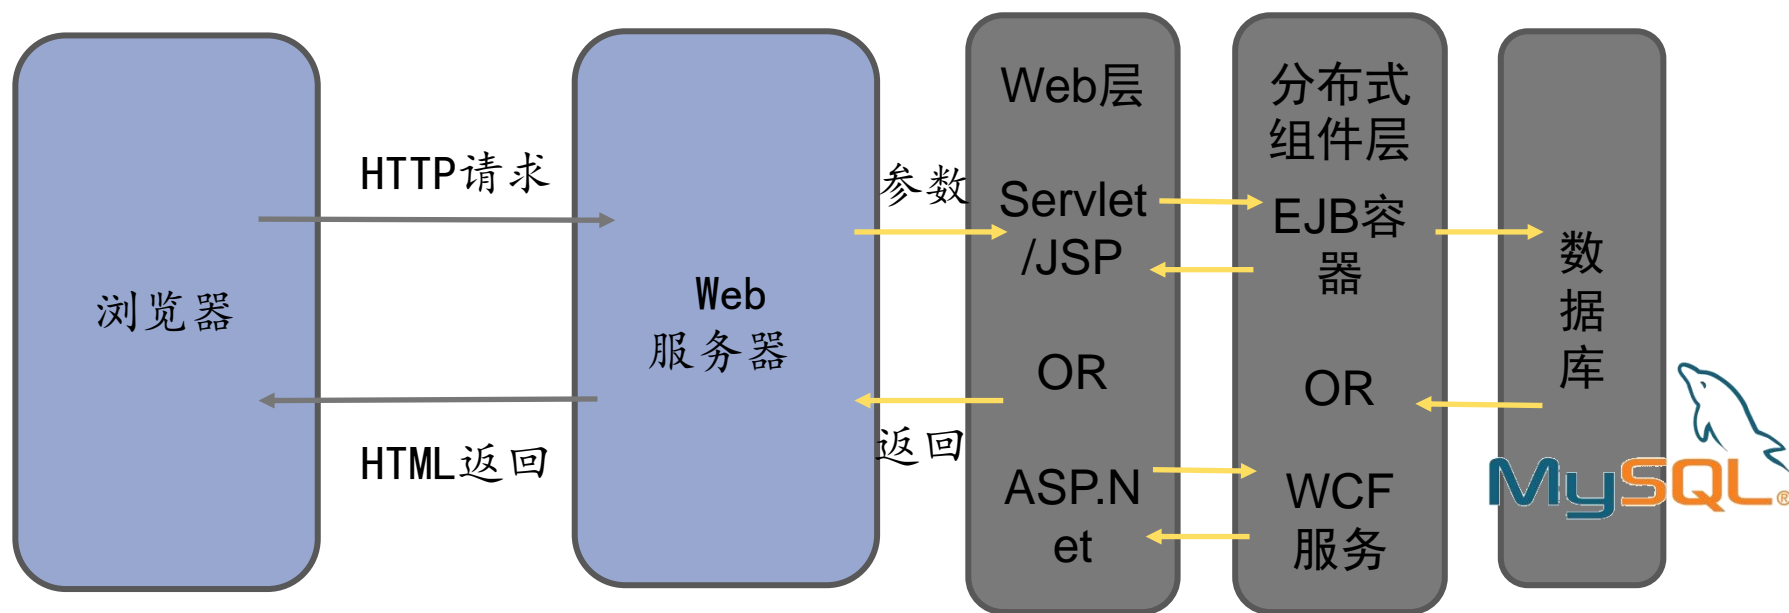 浏览器
HTTP请求
HTML返回
Web
服务器
参数
返回
Web层
Servlet
/JSP
OR
ASP.N
et
分布式
组件层
EJB容
器
OR
WCF
服务
数
据
库
MySQL®